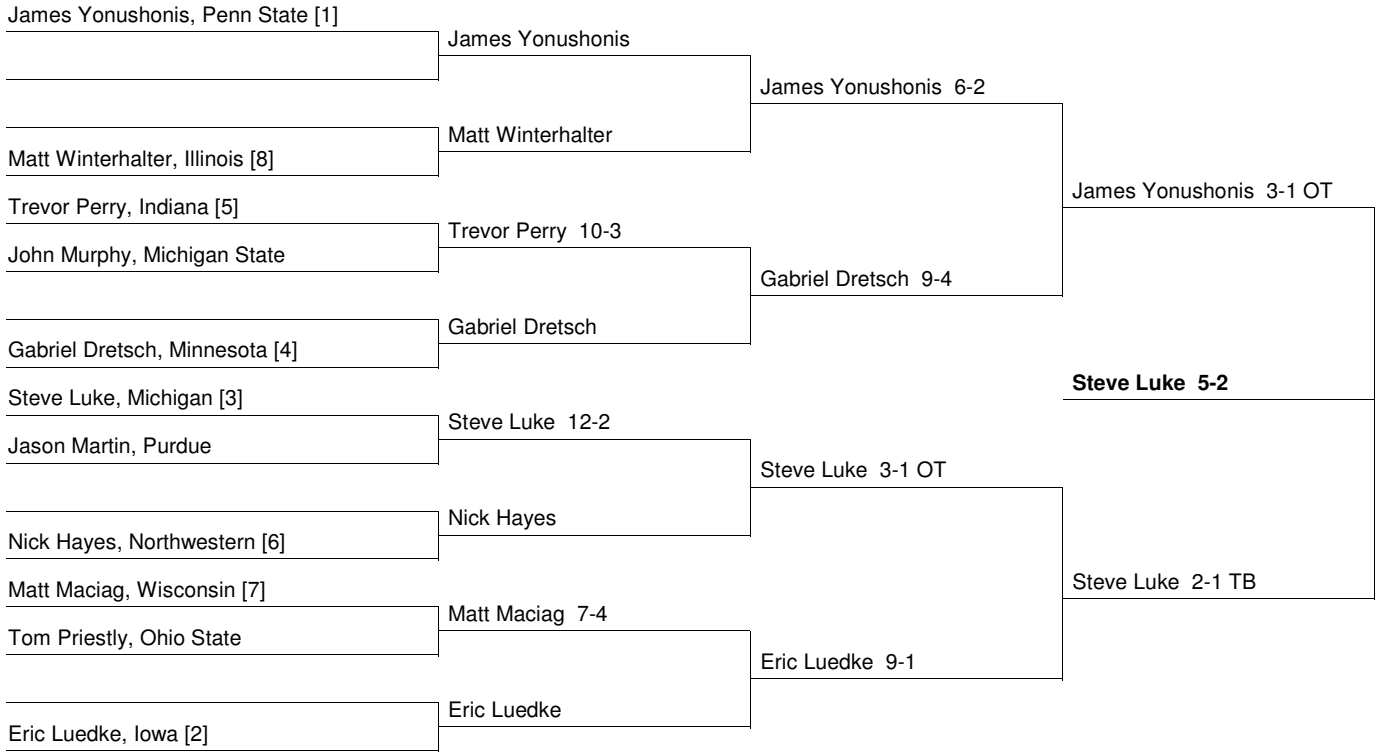 James Yonushonis, Penn State [1]
James Yonushonis
James Yonushonis 6-2
Matt Winterhalter
Matt Winterhalter, Illinois [8]
James Yonushonis 3-1 OT
Trevor Perry, Indiana [5]
Trevor Perry 10-3
John Murphy, Michigan State
Gabriel Dretsch 9-4
Gabriel Dretsch
Gabriel Dretsch, Minnesota [4]
Steve Luke 5-2
Steve Luke, Michigan [3]
Steve Luke 12-2
Jason Martin, Purdue
Steve Luke 3-1 OT
Nick Hayes
Nick Hayes, Northwestern [6]
Steve Luke 2-1 TB
Matt Maciag, Wisconsin [7]
Matt Maciag 7-4
Tom Priestly, Ohio State
Eric Luedke 9-1
Eric Luedke
Eric Luedke, Iowa [2]